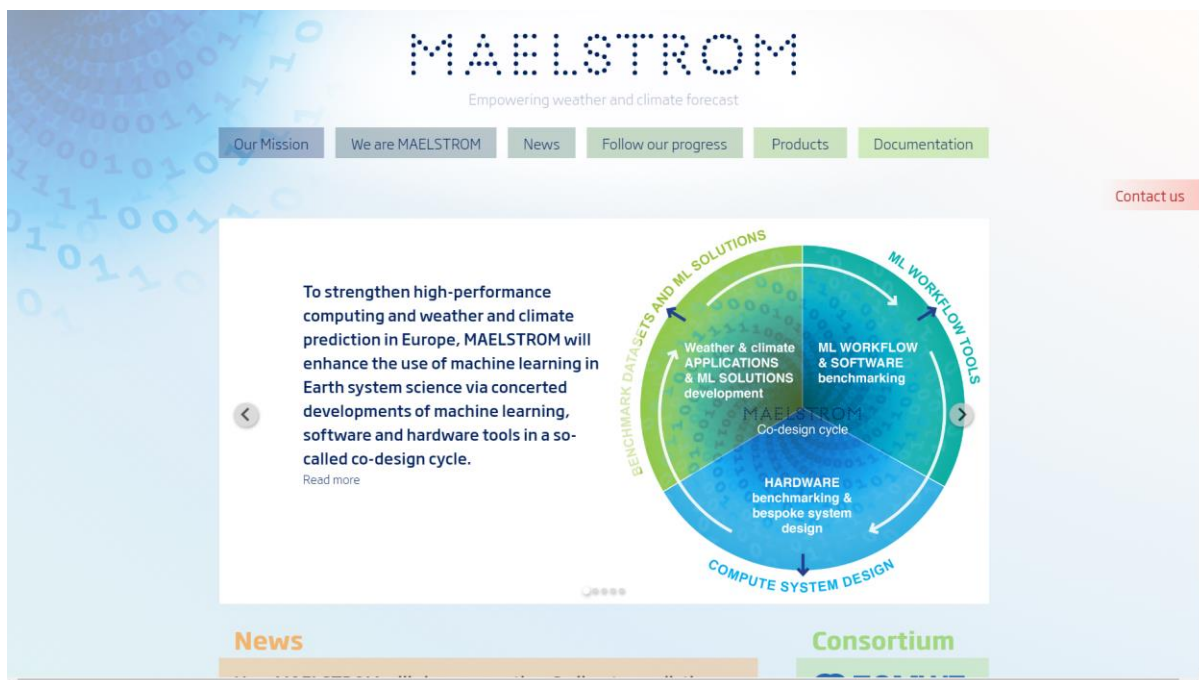 MAELSTROM
Empowering weather and climate forecast
Our Mission
We are MAELSTROM
News
Follow our progress
Products
Documentation
Contact us
To strengthen high-performance
computing and weather and climate
prediction in Europe, MAELSTROM will
enhance the use of machine learning in
Earth system science via concerted
developments of machine learning,
software and hardware tools in a so-
called co-design cycle.
Read more
BENCHMARK DATASETS AND ML SOLUTIONS
ML WORKFLOW TOOLS
Weather & climate
APPLICATIONS
& ML SOLUTIONS
development
ML WORKFLOW
& SOFTWARE
benchmarking
MAELSTROM
Co-design cycle
HARDWARE
benchmarking &
bespoke system
design
COMPUTE SYSTEM DESIGN
News
Consortium